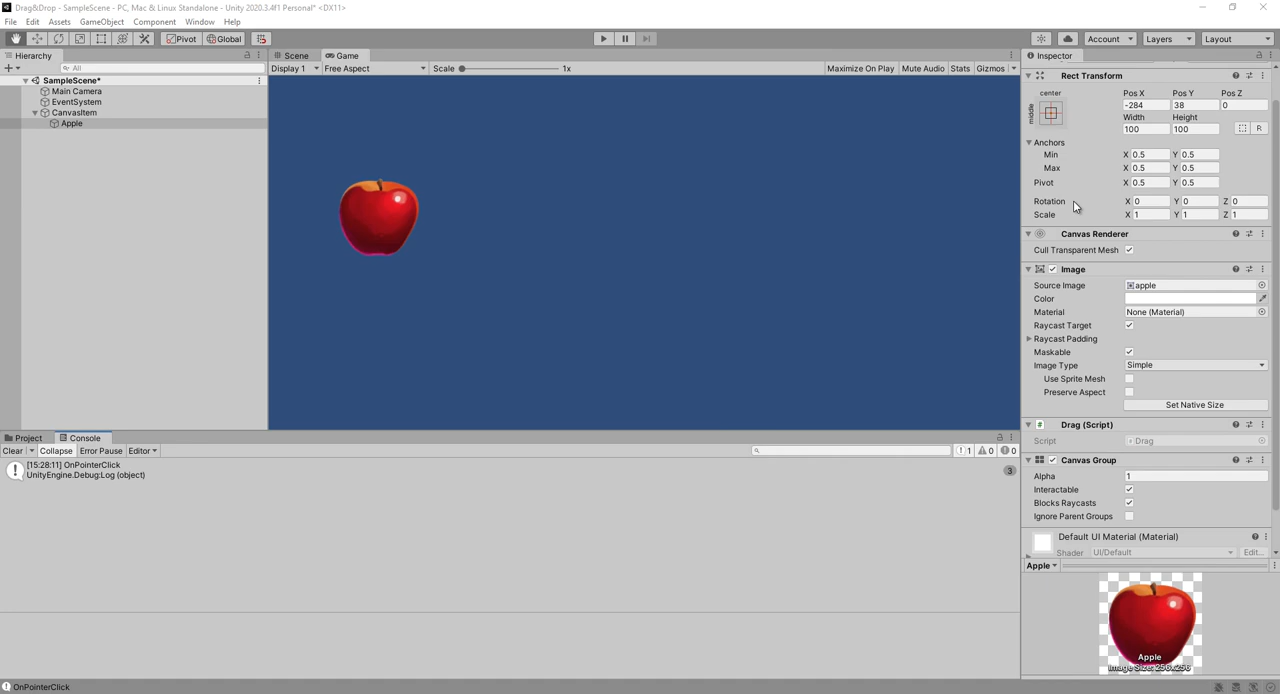 Drag&Drop - SampleScene - PC, Mac & Linux Standalone - Unity 2020.3.4f1 Personal* <DX11>
File Edit Assets GameObject Component Window Help
Pivot Global Account Layers Layout
Hierarchy
All
SampleScene*
Main Camera
EventSystem
CanvasItem
Apple
Scene Game
Display 1 Free Aspect Scale 1x Maximize On Play Mute Audio Stats Gizmos
Project Console
Clear Collapse Error Pause Editor 1 0 0
[15:28:11] OnPointerClick
UnityEngine.Debug:Log (object)
3
Inspector
Rect Transform
center Pos X Pos Y Pos Z
middle -284 38 0
Width Height
100 100 R
Anchors
Min X 0.5 Y 0.5
Max X 0.5 Y 0.5
Pivot X 0.5 Y 0.5
Rotation X 0 Y 0 Z 0
Scale X 1 Y 1 Z 1
Canvas Renderer
Cull Transparent Mesh
Image
Source Image apple
Color
Material None (Material)
Raycast Target
Raycast Padding
Maskable
Image Type Simple
Use Sprite Mesh
Preserve Aspect
Set Native Size
Drag (Script)
Script Drag
Canvas Group
Alpha 1
Interactable
Blocks Raycasts
Ignore Parent Groups
Default UI Material (Material)
Shader UI/Default Edit...
Apple
Apple
Image Size: 256x256
OnPointerClick